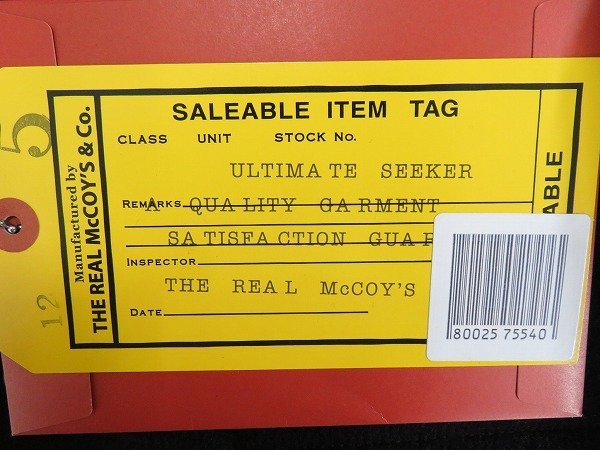 5
12
Manufactured by
THE REAL McCOY'S & Co.
SALEABLE ITEM TAG
CLASS UNIT STOCK No.
ULTIMATE SEEKER
REMARKS A QUALITY GARMENT
SATISFACTION GUAR
INSPECTOR
THE REAL McCOY'S
DATE
ABLE
80025 75540